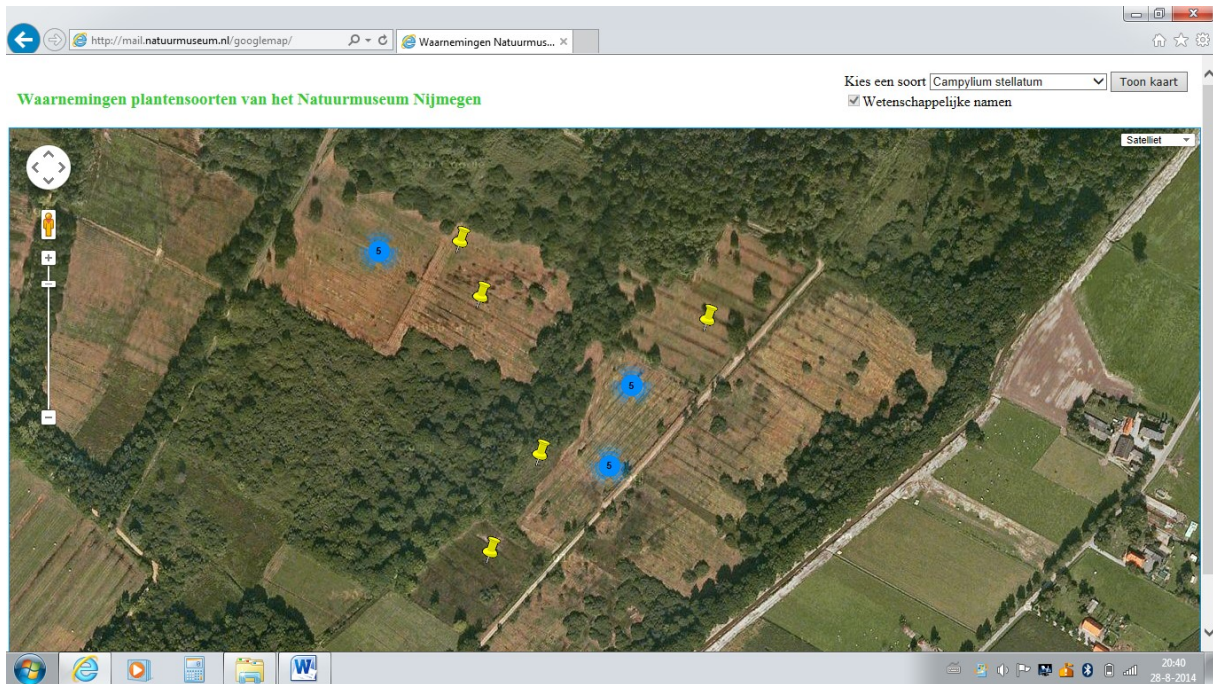 http://mail.natuurmuseum.nl/googlemap/
Waarnemingen Natuurmus...
Kies een soort Campylium stellatum Toon kaart
Waarnemingen plantensoorten van het Natuurmuseum Nijmegen
Wetenschappelijke namen
Satelliet
5
5
5
20:40
28-8-2014